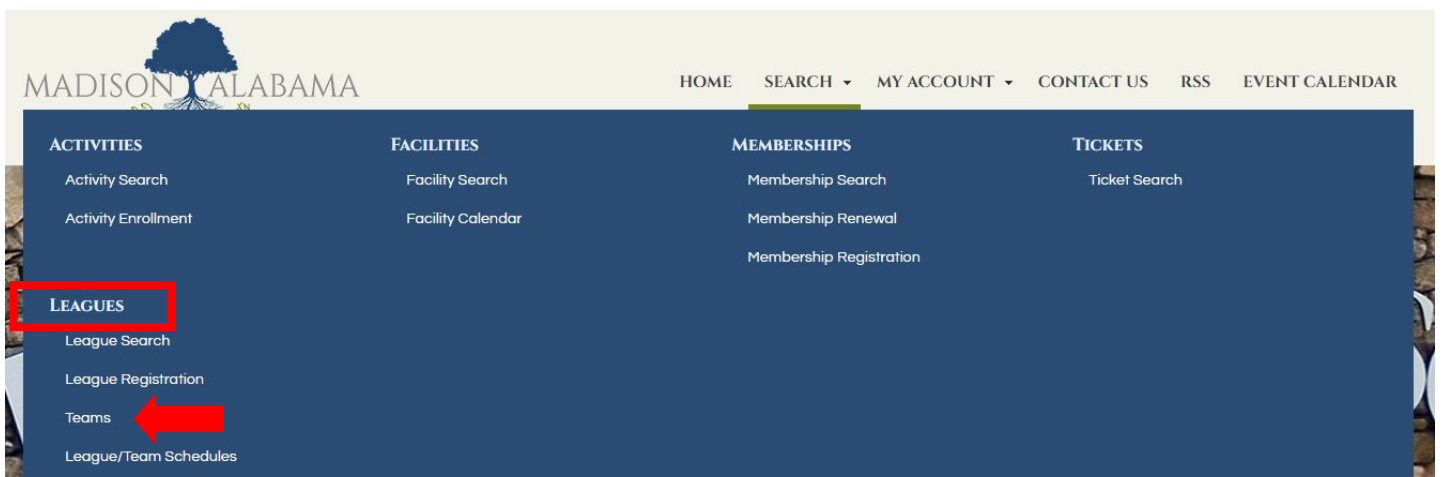 MADISON ALABAMA
HOME SEARCH MY ACCOUNT CONTACT US RSS EVENT CALENDAR
ACTIVITIES
Activity Search
Activity Enrollment
FACILITIES
Facility Search
Facility Calendar
MEMBERSHIPS
Membership Search
Membership Renewal
Membership Registration
TICKETS
Ticket Search
LEAGUES
League Search
League Registration
Teams
League/Team Schedules